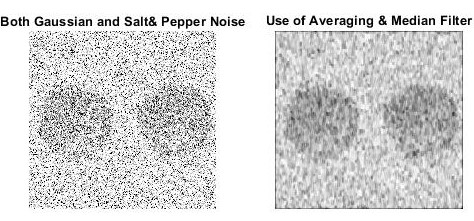 Both Gaussian and Salt& Pepper Noise
Use of Averaging & Median Filter